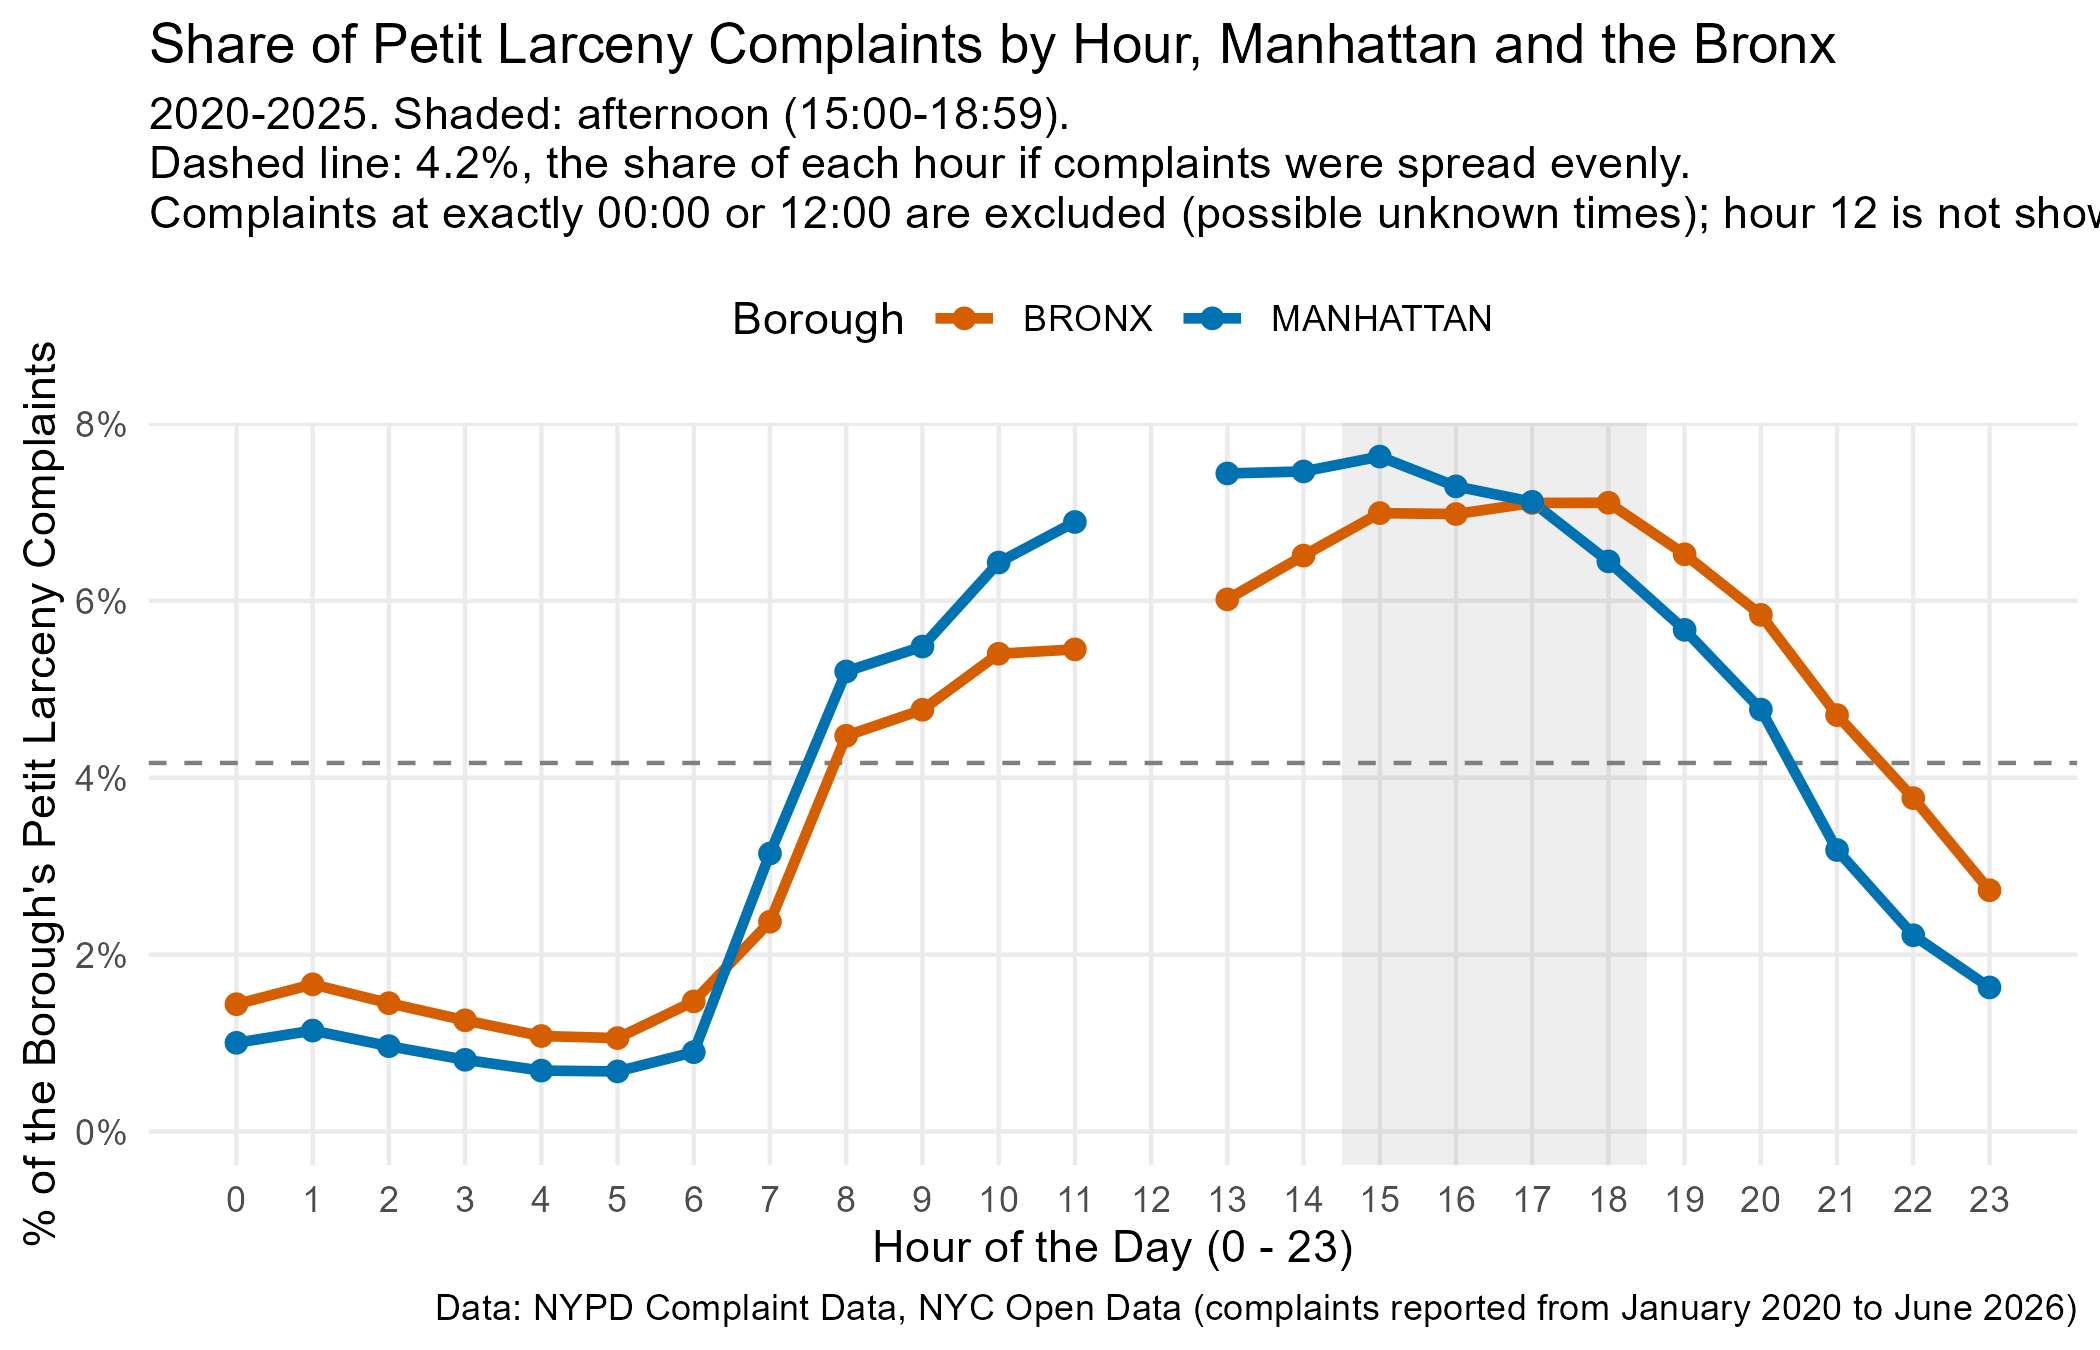 Share of Petit Larceny Complaints by Hour, Manhattan and the Bronx
2020-2025. Shaded: afternoon (15:00-18:59).
Dashed line: 4.2%, the share of each hour if complaints were spread evenly.
Complaints at exactly 00:00 or 12:00 are excluded (possible unknown times); hour 12 is not
Borough BRONX MANHATTAN
% of the Borough's Petit Larceny Complaints
8%
6%
4%
2%
0%
0 1 2 3 4 5 6 7 8 9 10 11 12 13 14 15 16 17 18 19 20 21 22 23
Hour of the Day (0 - 23)
Data: NYPD Complaint Data, NYC Open Data (complaints reported from January 2020 to June 2026)